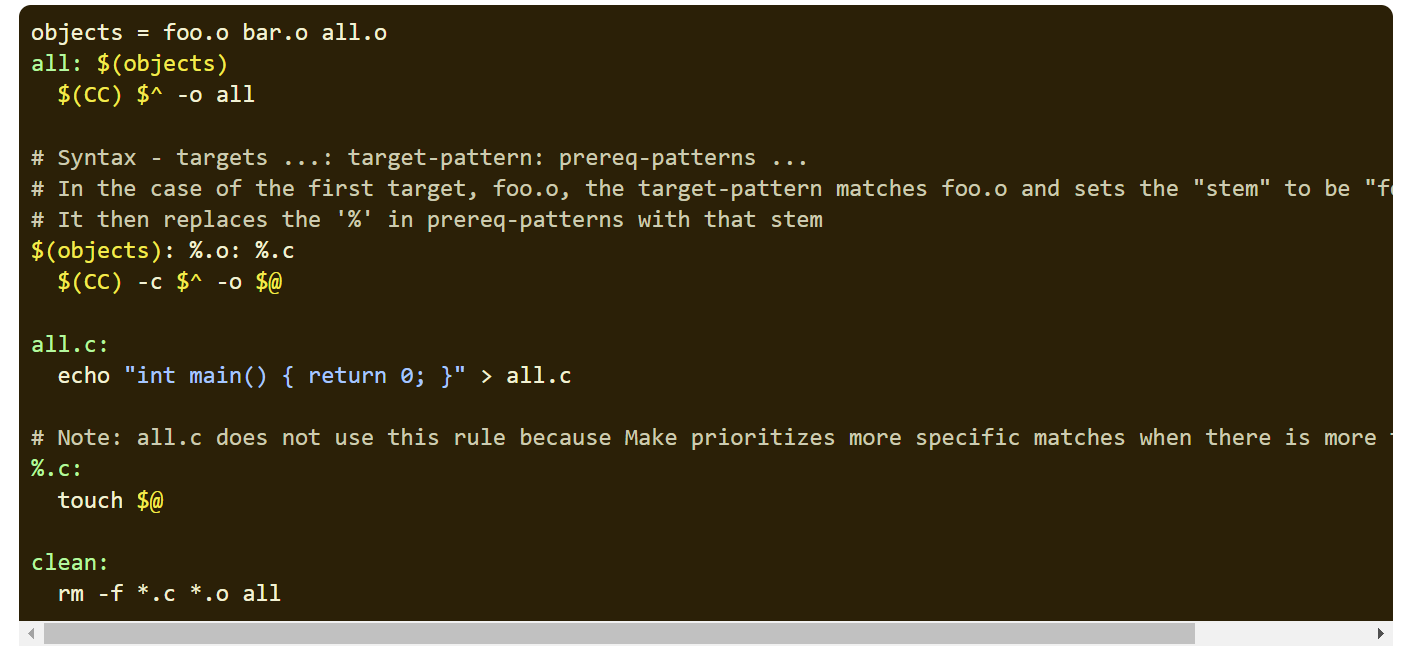 objects = foo.o bar.o all.o
all: $(objects)
  $(CC) $^ -o all

# Syntax - targets ...: target-pattern: prereq-patterns ...
# In the case of the first target, foo.o, the target-pattern matches foo.o and sets the "stem" to be
# It then replaces the '%' in prereq-patterns with that stem
$(objects): %.o: %.c
  $(CC) -c $^ -o $@

all.c:
  echo "int main() { return 0; }" > all.c

# Note: all.c does not use this rule because Make prioritizes more specific matches when there is more
%.c:
  touch $@

clean:
  rm -f *.c *.o all